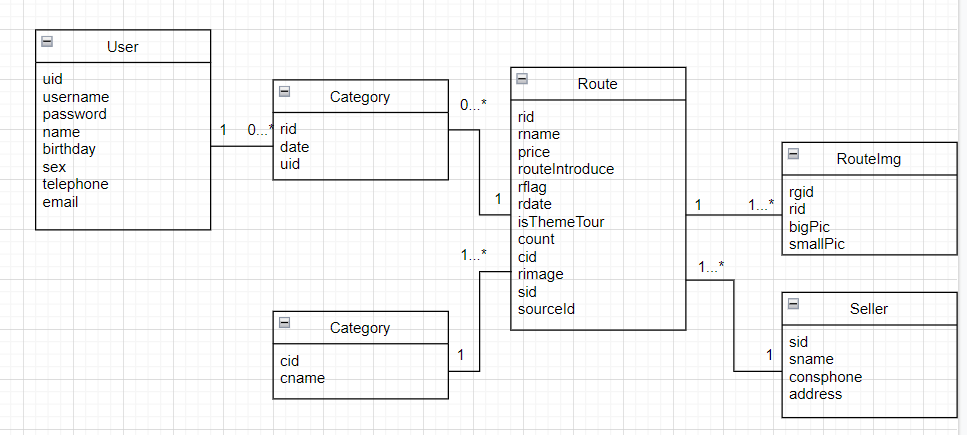 User
uid
username
password
name
birthday
sex
telephone
email
1
0...*
Category
rid
date
uid
0...*
1
Route
rid
rname
price
routeIntroduce
rflag
rdate
isThemeTour
count
cid
rimage
sid
sourceId
1...*
1
Category
cid
cname
1
1...*
RouteImg
rgid
rid
bigPic
smallPic
1...*
1
Seller
sid
sname
consphone
address